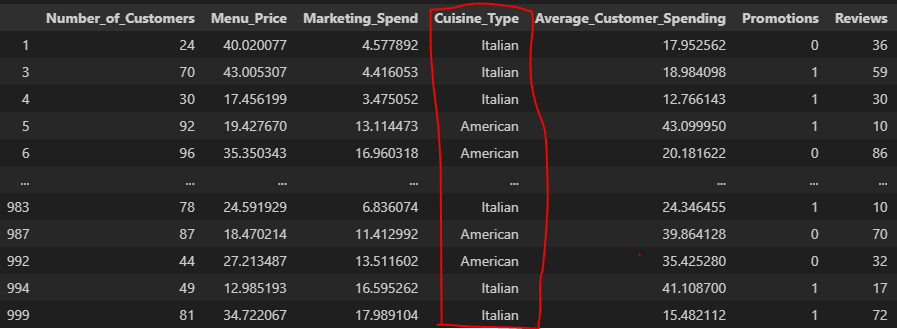 Number_of_Customers Menu_Price Marketing_Spend Cuisine_Type Average_Customer_Spending Promotions Reviews
1 24 40.020077 4.577892 Italian 17.952562 0 36
3 70 43.005307 4.416053 Italian 18.984098 1 59
4 30 17.456199 3.475052 Italian 12.766143 1 30
5 92 19.427670 13.114473 American 43.099950 1 10
6 96 35.350343 16.960318 American 20.181622 0 86
... ... ... ... ... ... ... ...
983 78 24.591929 6.836074 Italian 24.346455 1 10
987 87 18.470214 11.412992 American 39.864128 0 70
992 44 27.213487 13.511602 American 35.425280 0 32
994 49 12.985193 16.595262 Italian 41.108700 1 17
999 81 34.722067 17.989104 Italian 15.482112 1 72